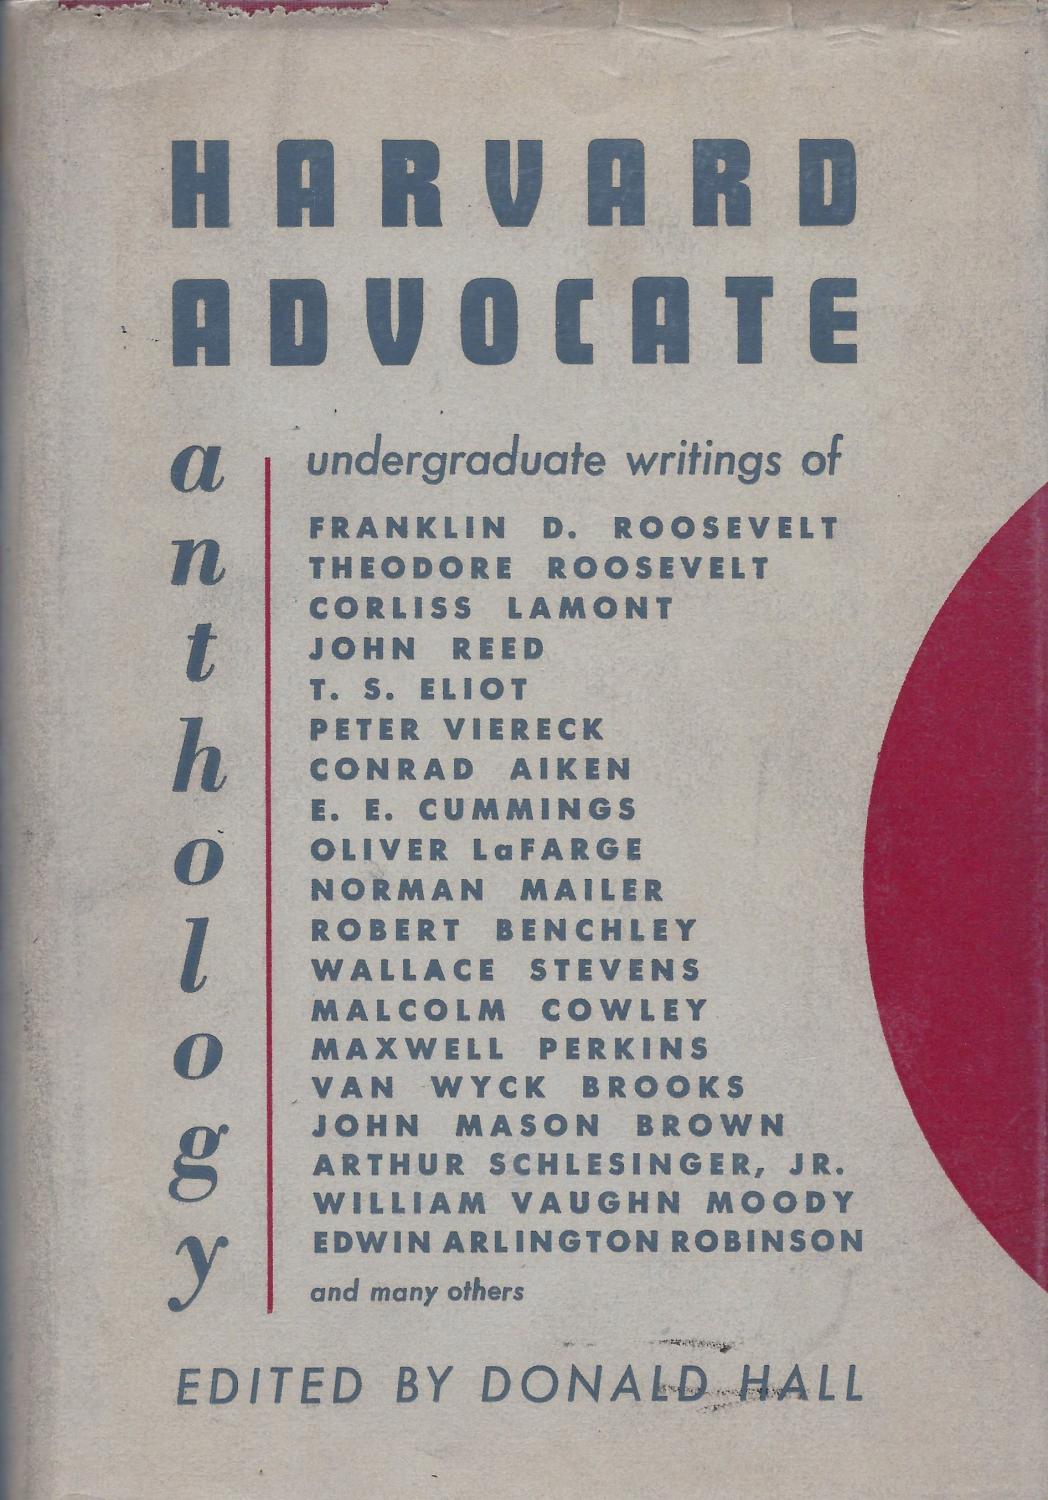 HARVARD
ADVOCATE
anthology
undergraduate writings of
FRANKLIN D. ROOSEVELT
THEODORE ROOSEVELT
CORLISS LAMONT
JOHN REED
T. S. ELIOT
PETER VIERECK
CONRAD AIKEN
E. E. CUMMINGS
OLIVER LaFARGE
NORMAN MAILER
ROBERT BENCHLEY
WALLACE STEVENS
MALCOLM COWLEY
MAXWELL PERKINS
VAN WYCK BROOKS
JOHN MASON BROWN
ARTHUR SCHLESINGER, JR.
WILLIAM VAUGHN MOODY
EDWIN ARLINGTON ROBINSON
and many others
EDITED BY DONALD HALL